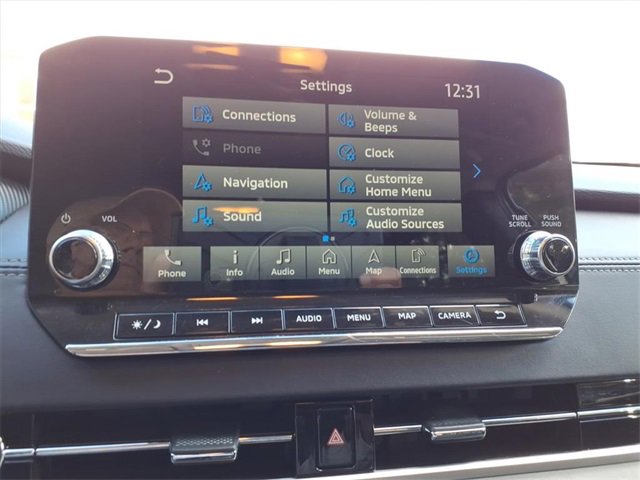 Settings
12:31
Connections
Volume &
Beeps
Phone
Clock
Navigation
Customize
Home Menu
Sound
Customize
Audio Sources
VOL
TUNE
SCROLL
PUSH
SOUND
Phone
Info
Audio
Menu
Map
Connections
Settings
AUDIO
MENU
MAP
CAMERA